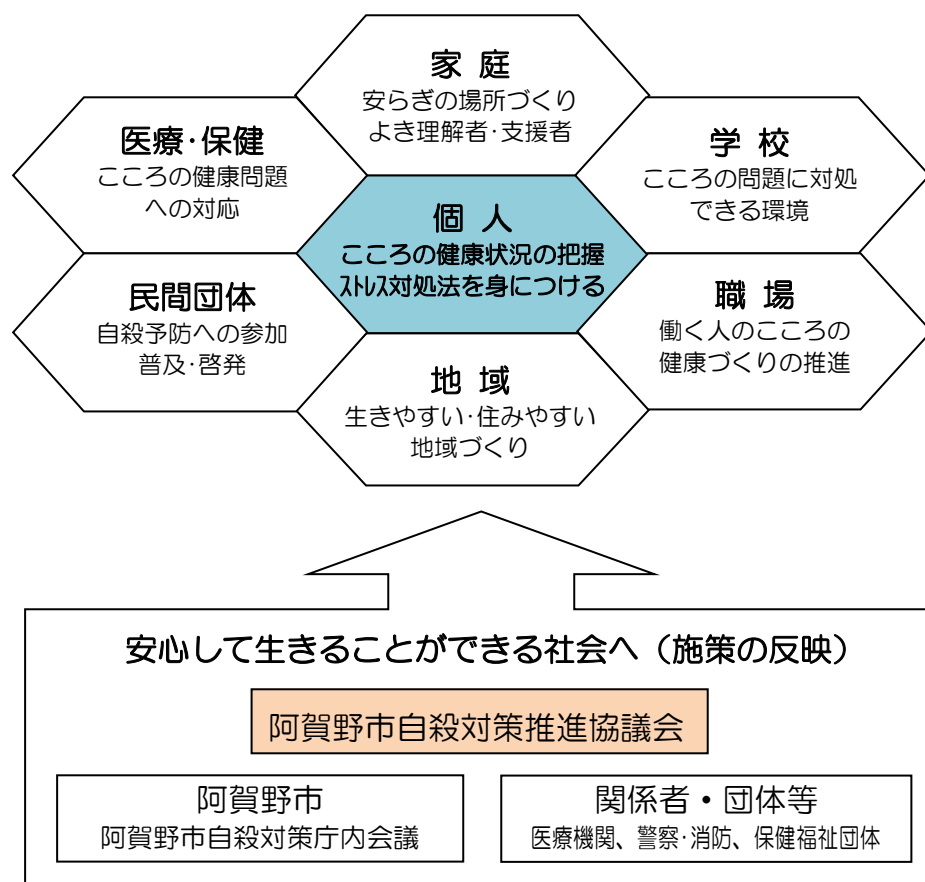 家 庭
安らぎの場所づくり
よき理解者･支援者
医療･保健
こころの健康問題
への対応
学 校
こころの問題に対処
できる環境
個 人
こころの健康状況の把握
ｽﾄﾚｽ対処法を身につける
民間団体
自殺予防への参加
普及･啓発
職 場
働く人のこころの
健康づくりの推進
地 域
生きやすい･住みやすい
地域づくり
安心して生きることができる社会へ（施策の反映）
阿賀野市自殺対策推進協議会
阿賀野市
阿賀野市自殺対策庁内会議
関係者・団体等
医療機関、警察･消防、保健福祉団体